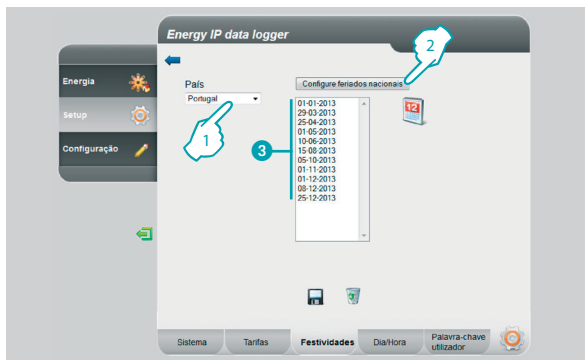 Energy IP data logger
2
Energia
País
Configure feriados nacionais
Portugal
01-01-2013
29-03-2013
25-04-2013
01-05-2013
10-06-2013
15-08-2013
05-10-2013
01-11-2013
01-12-2013
08-12-2013
25-12-2013
12
Setup
1
3
Configuração
Sistema
Tarifas
Festividades
Dia/Hora
Palavra-chave
utilizador